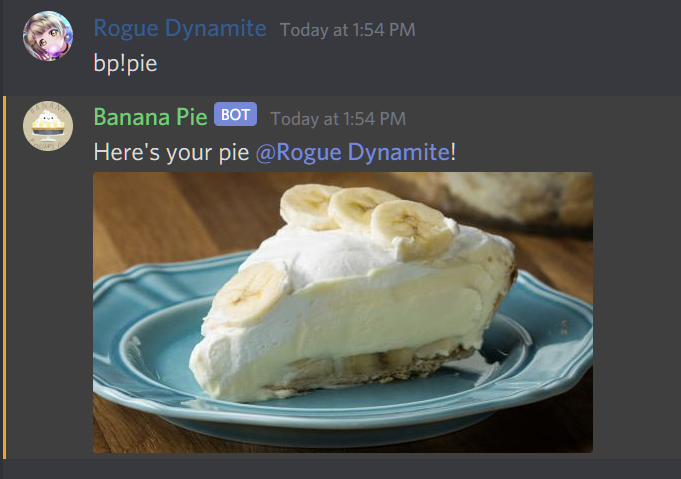 Rogue Dynamite Today at 1:54 PM
bp!pie
Banana Pie BOT Today at 1:54 PM
Here's your pie @Rogue Dynamite!